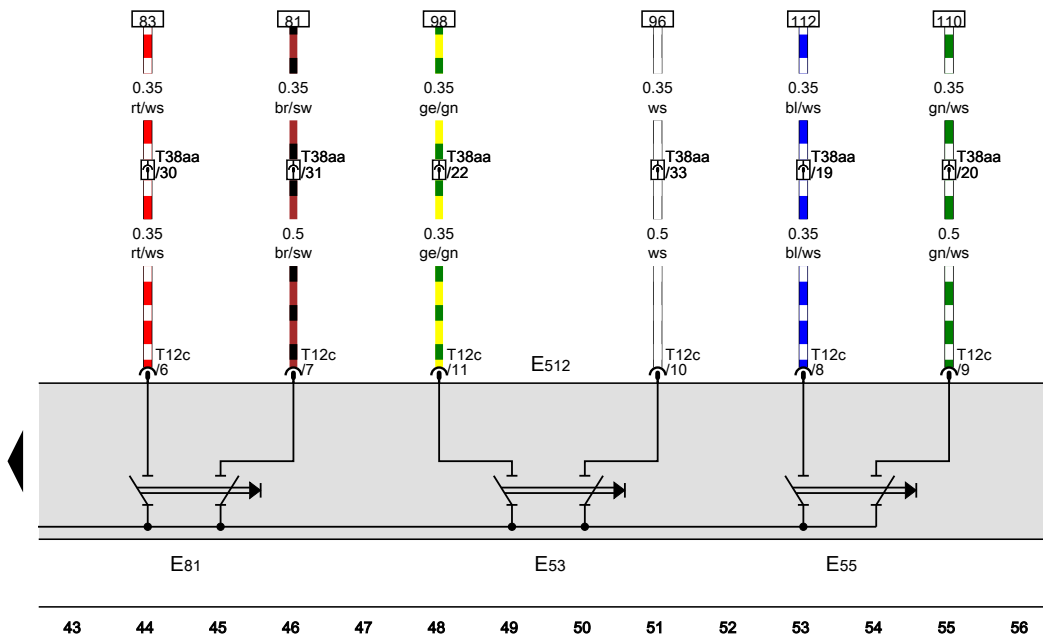 83 81 98 96 112 110
0.35 0.35 0.35 0.35 0.35 0.35
rt/ws br/sw ge/gn ws bl/ws gn/ws
T38aa T38aa T38aa T38aa T38aa T38aa
/30 /31 /22 /33 /19 /20
0.35 0.5 0.35 0.5 0.35 0.5
rt/ws br/sw ge/gn ws bl/ws gn/ws
T12c T12c T12c E512 T12c T12c T12c
/6 /7 /11 /10 /8 /9
E81 E53 E55
43 44 45 46 47 48 49 50 51 52 53 54 55 56